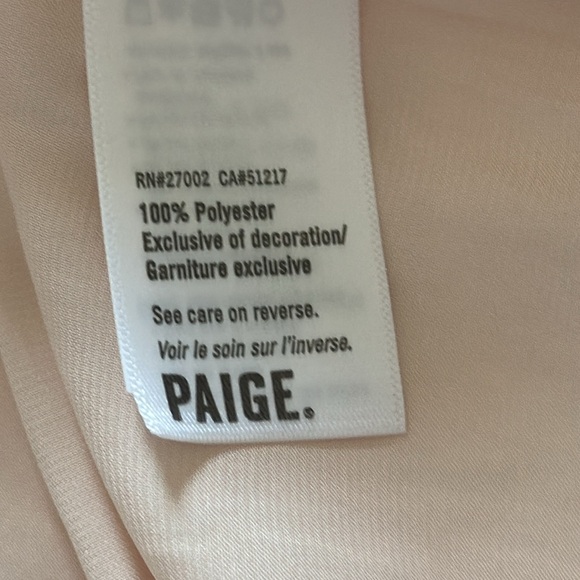 RN#27002 CA#51217
100% Polyester
Exclusive of decoration/
Garniture exclusive
See care on reverse.
Voir le soin sur l'inverse.
PAIGE®